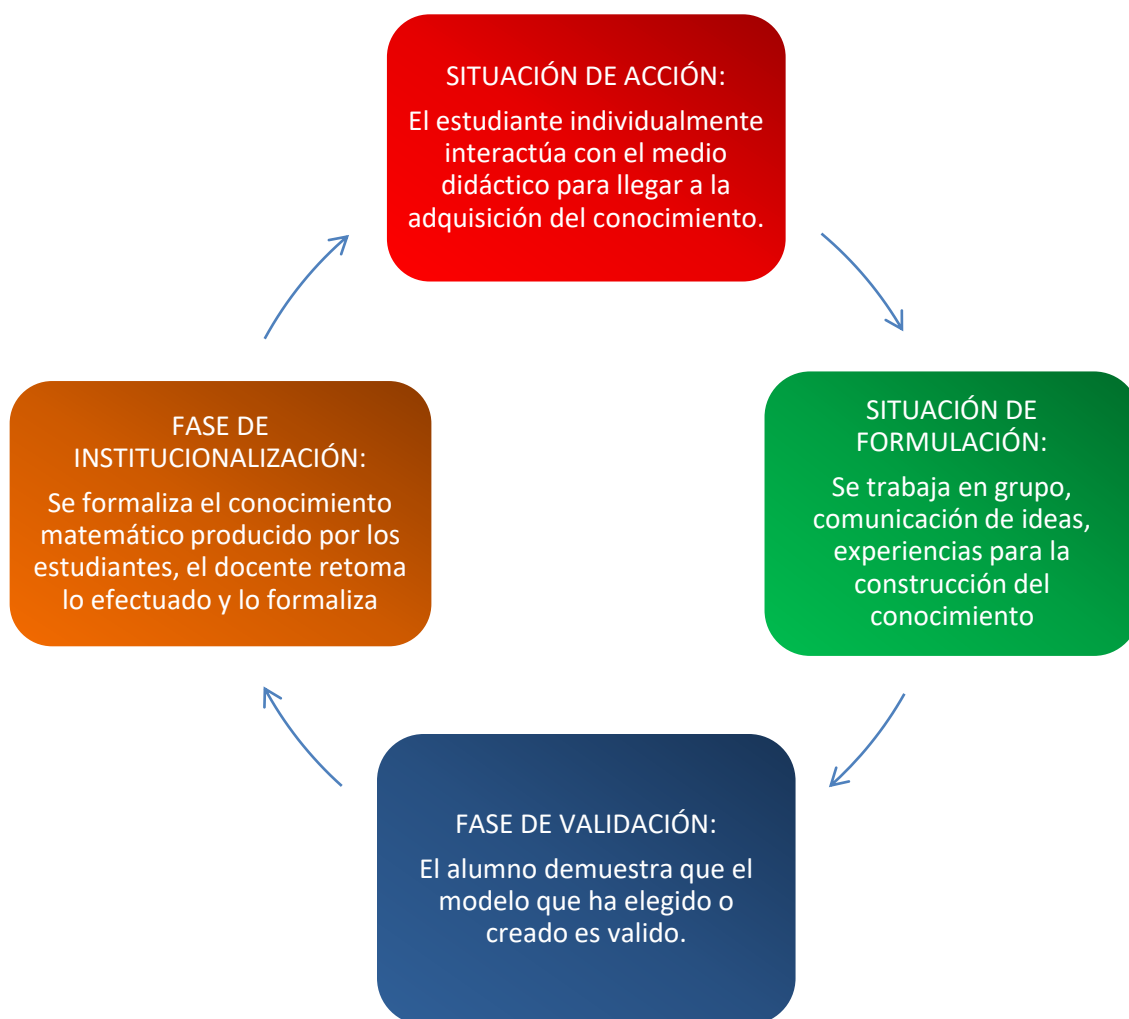 SITUACIÓN DE ACCIÓN:
El estudiante individualmente
interactúa con el medio
didáctico para llegar a la
adquisición del conocimiento.
SITUACIÓN DE
FORMULACIÓN:
Se trabaja en grupo,
comunicación de ideas,
experiencias para la
construcción del
conocimiento
FASE DE VALIDACIÓN:
El alumno demuestra que el
modelo que ha elegido o
creado es valido.
FASE DE
INSTITUCIONALIZACIÓN:
Se formaliza el conocimiento
matemático producido por los
estudiantes, el docente retoma
lo efectuado y lo formaliza